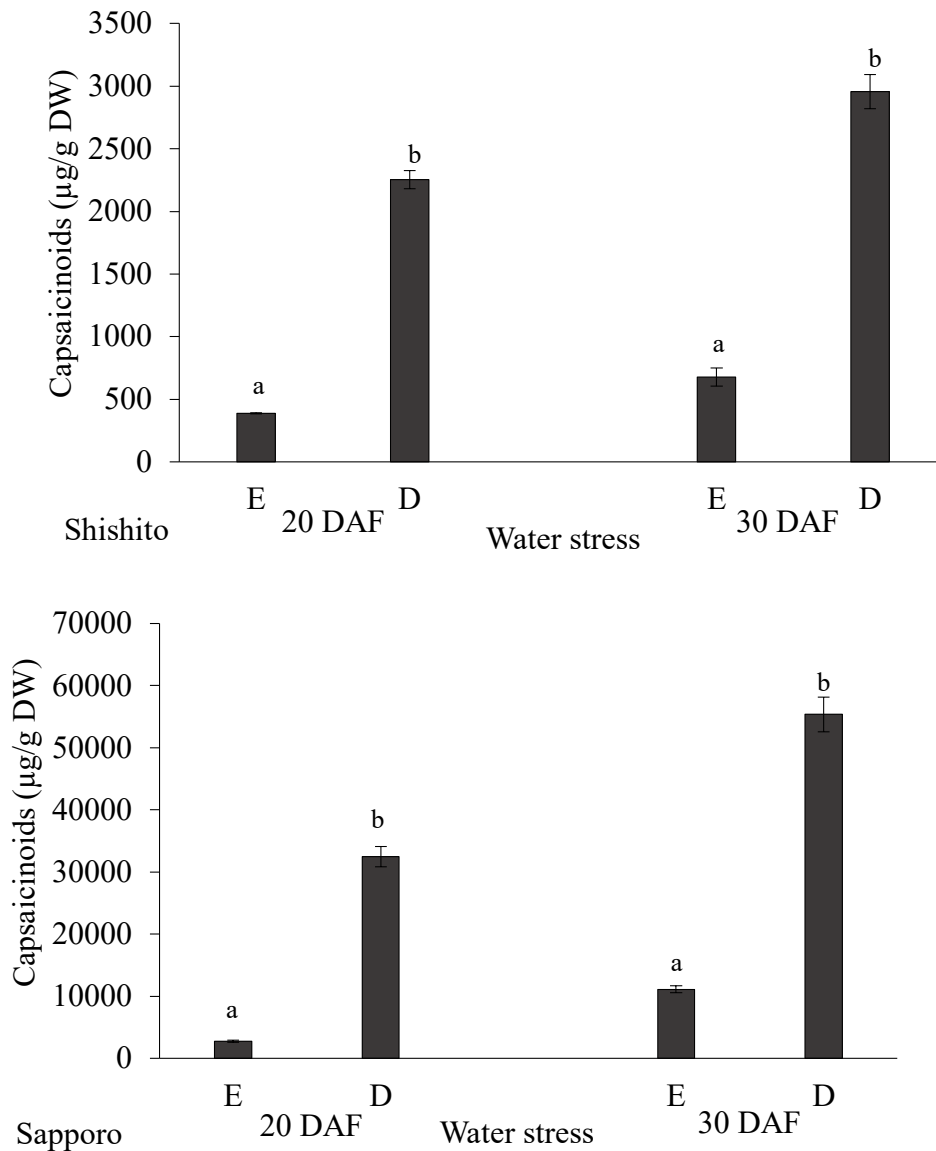 3500
3000
2500
2000
1500
1000
500
0
Capsaicinoids (µg/g DW)
a
b
a
b
E D E D
20 DAF 30 DAF
Shishito Water stress
70000
60000
50000
40000
30000
20000
10000
0
Capsaicinoids (µg/g DW)
a
b
a
b
E D E D
20 DAF 30 DAF
Sapporo Water stress